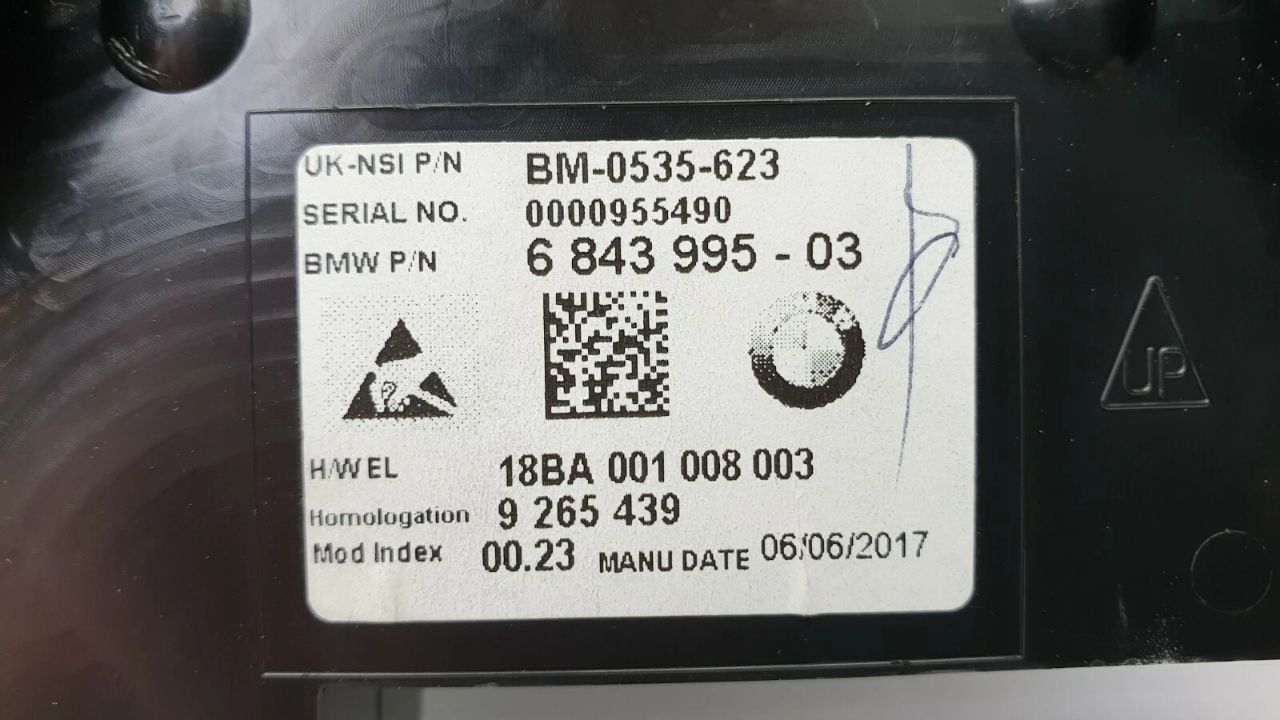 UK-NSI P/N BM-0535-623
SERIAL NO. 0000955490
BMW P/N 6 843 995 - 03
H/W EL 18BA 001 008 003
Homologation 9 265 439
Mod Index 00.23 MANU DATE 06/06/2017
UP